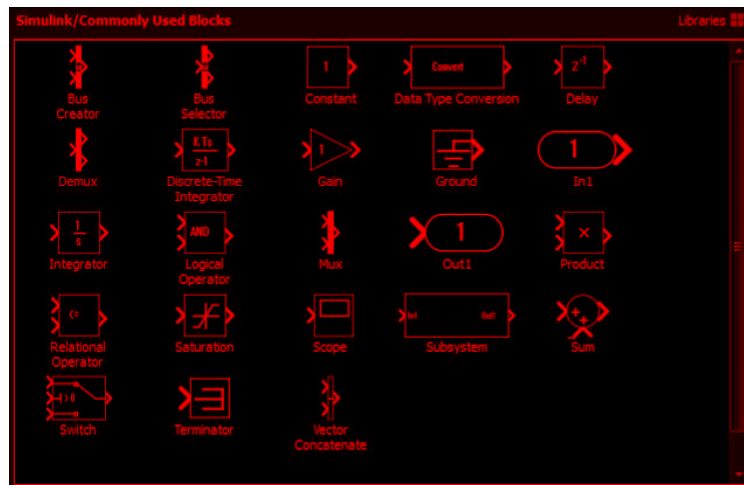 Simulink/Commonly Used Blocks
Libraries
Bus
Creator
Bus
Selector
1
Constant
Convert
Data Type Conversion
Z-1
Delay
Demux
K Ts
z-1
Discrete-Time
Integrator
1
Gain
Ground
1
In1
1
s
Integrator
AND
Logical
Operator
Mux
1
Out1
×
Product
<=
Relational
Operator
Saturation
Scope
In1 Out1
Subsystem
+
+
Sum
> 0
Switch
Terminator
Vector
Concatenate